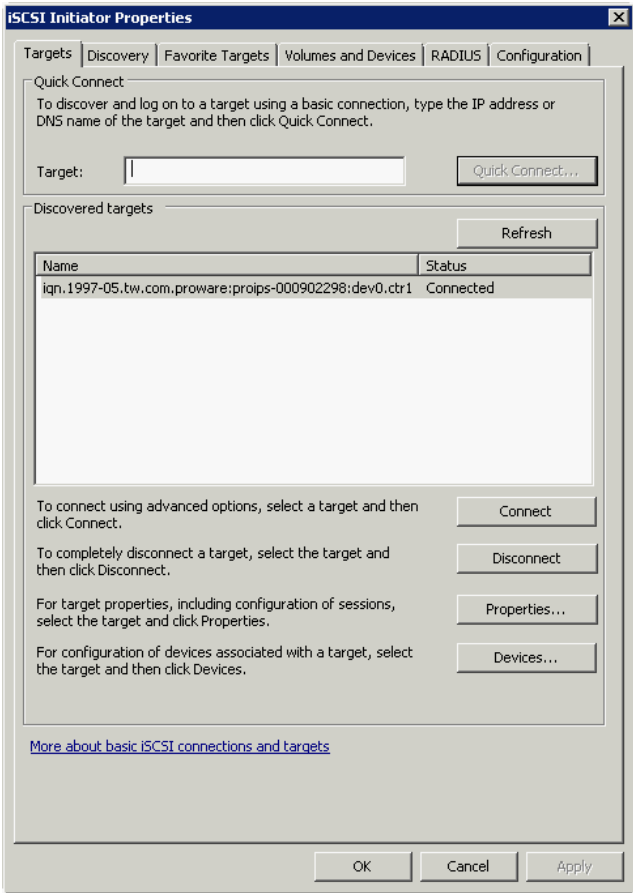 iSCSI Initiator Properties
Targets Discovery Favorite Targets Volumes and Devices RADIUS Configuration
Quick Connect
To discover and log on to a target using a basic connection, type the IP address or
DNS name of the target and then click Quick Connect.
Target: Quick Connect...
Discovered targets
Refresh
Name Status
iqn.1997-05.tw.com.proware:proips-000902298:dev0.ctr1 Connected
To connect using advanced options, select a target and then
click Connect.
Connect
To completely disconnect a target, select the target and
then click Disconnect.
Disconnect
For target properties, including configuration of sessions,
select the target and click Properties.
Properties...
For configuration of devices associated with a target, select
the target and then click Devices.
Devices...
More about basic iSCSI connections and targets
OK Cancel Apply